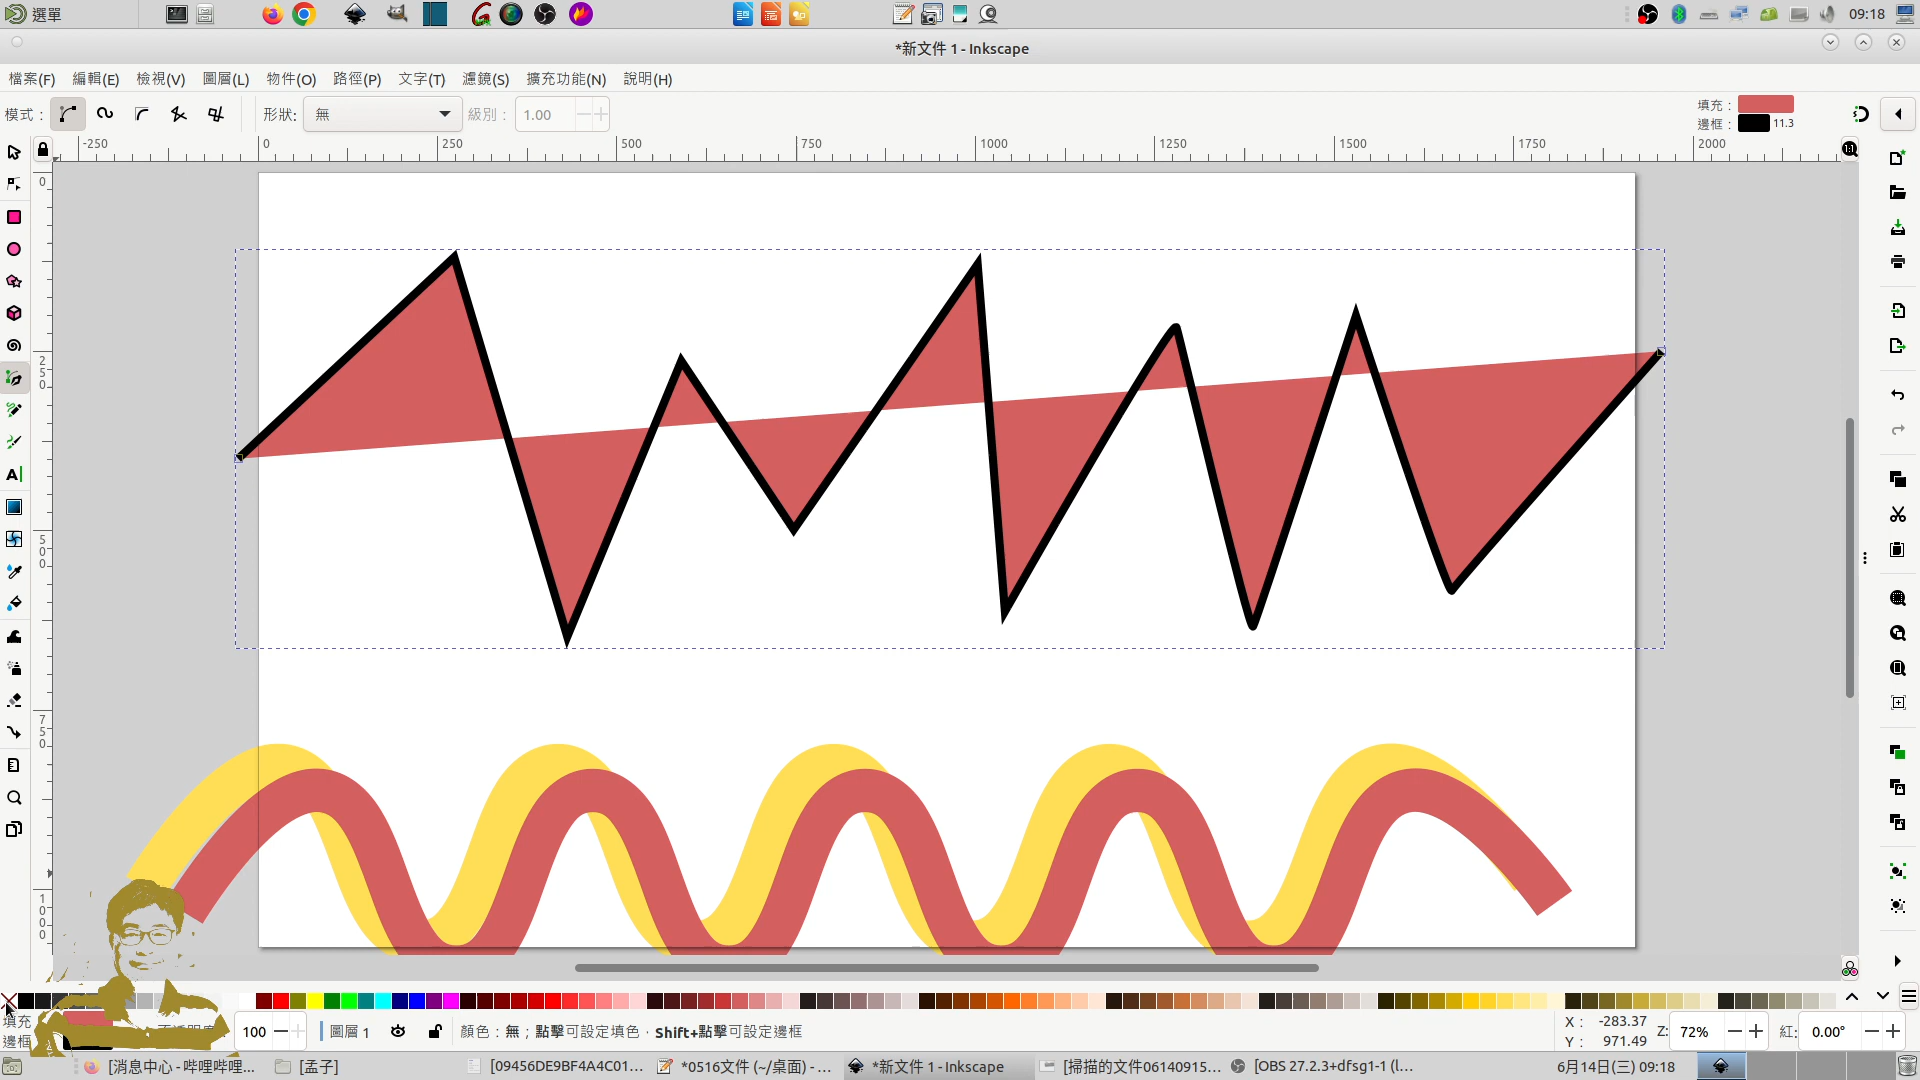 選單
09:18
*新文件 1 - Inkscape
檔案(F) 編輯(E) 檢視(V) 圖層(L) 物件(O) 路徑(P) 文字(T) 濾鏡(S) 擴充功能(N) 說明(H)
模式： 形狀: 無 級別： 1.00
填充：
邊框： 11.3
-250 0 250 500 750 1000 1250 1500 1750 2000
0
250
500
750
1000
填充
邊框
100 圖層 1 顏色：無；點擊可設定填色，Shift+點擊可設定邊框
X： -283.37
Y： 971.49
Z: 72% 紅: 0.00°
[消息中心 - 哔哩哔哩... [孟子] [09456DE9BF4A4C01... *0516文件 (~/桌面) - ... *新文件 1 - Inkscape [掃描的文件06140915... [OBS 27.2.3+dfsg1-1 (l... 6月14日(三) 09:18